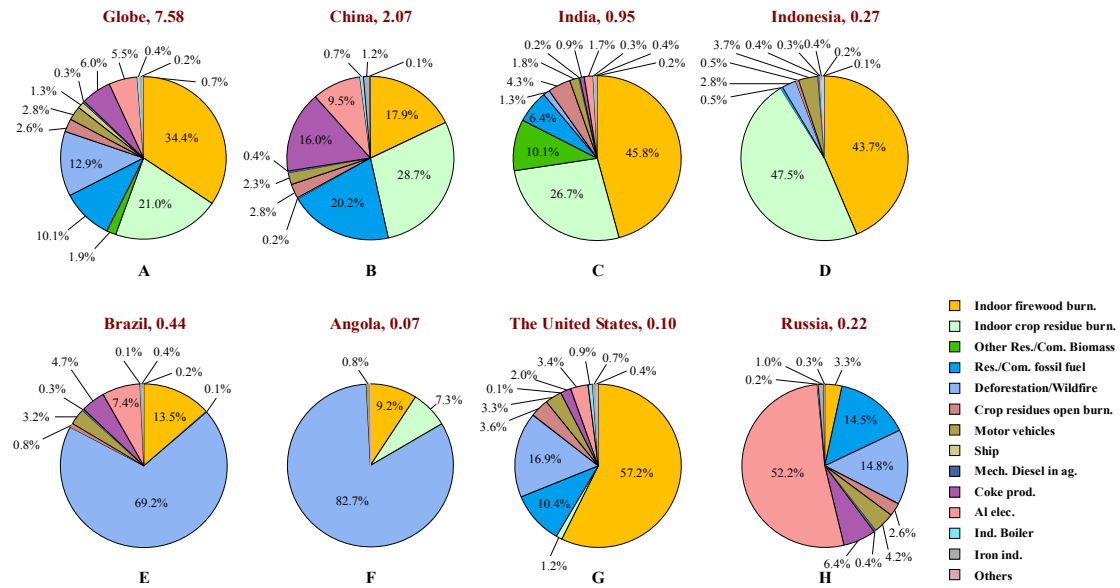 Globe, 7.58
0.3%
6.0%
5.5%
0.4%
0.2%
0.7%
1.3%
2.8%
2.6%
12.9%
34.4%
21.0%
10.1%
1.9%
A
China, 2.07
0.7%
1.2%
0.1%
9.5%
17.9%
16.0%
0.4%
2.3%
28.7%
2.8%
20.2%
0.2%
B
India, 0.95
0.2%
0.9%
1.7%
0.3%
0.4%
0.2%
1.8%
4.3%
1.3%
6.4%
10.1%
45.8%
26.7%
C
Indonesia, 0.27
3.7%
0.4%
0.3%
0.4%
0.2%
0.1%
0.5%
2.8%
0.5%
43.7%
47.5%
D
Brazil, 0.44
4.7%
0.1%
0.4%
0.2%
0.1%
0.3%
7.4%
13.5%
3.2%
0.8%
69.2%
E
Angola, 0.07
0.8%
9.2%
7.3%
82.7%
F
The United States, 0.10
3.4%
0.9%
0.7%
0.4%
2.0%
0.1%
3.3%
3.6%
16.9%
57.2%
10.4%
1.2%
G
Russia, 0.22
1.0%
0.3%
3.3%
0.2%
14.5%
52.2%
14.8%
2.6%
4.2%
0.4%
6.4%
H
Indoor firewood burn.
Indoor crop residue burn.
Other Res./Com. Biomass
Res./Com. fossil fuel
Deforestation/Wildfire
Crop residues open burn.
Motor vehicles
Ship
Mech. Diesel in ag.
Coke prod.
Al elec.
Ind. Boiler
Iron ind.
Others